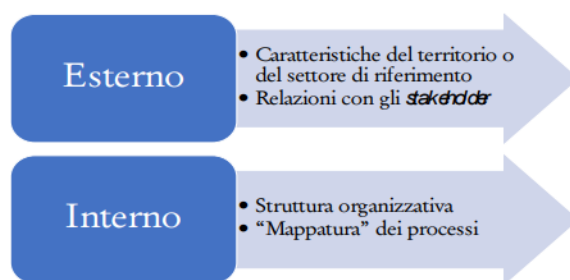 Esterno
• Caratteristiche del territorio o
del settore di riferimento
• Relazioni con gli stakeholder
Interno
• Struttura organizzativa
• “Mappatura” dei processi